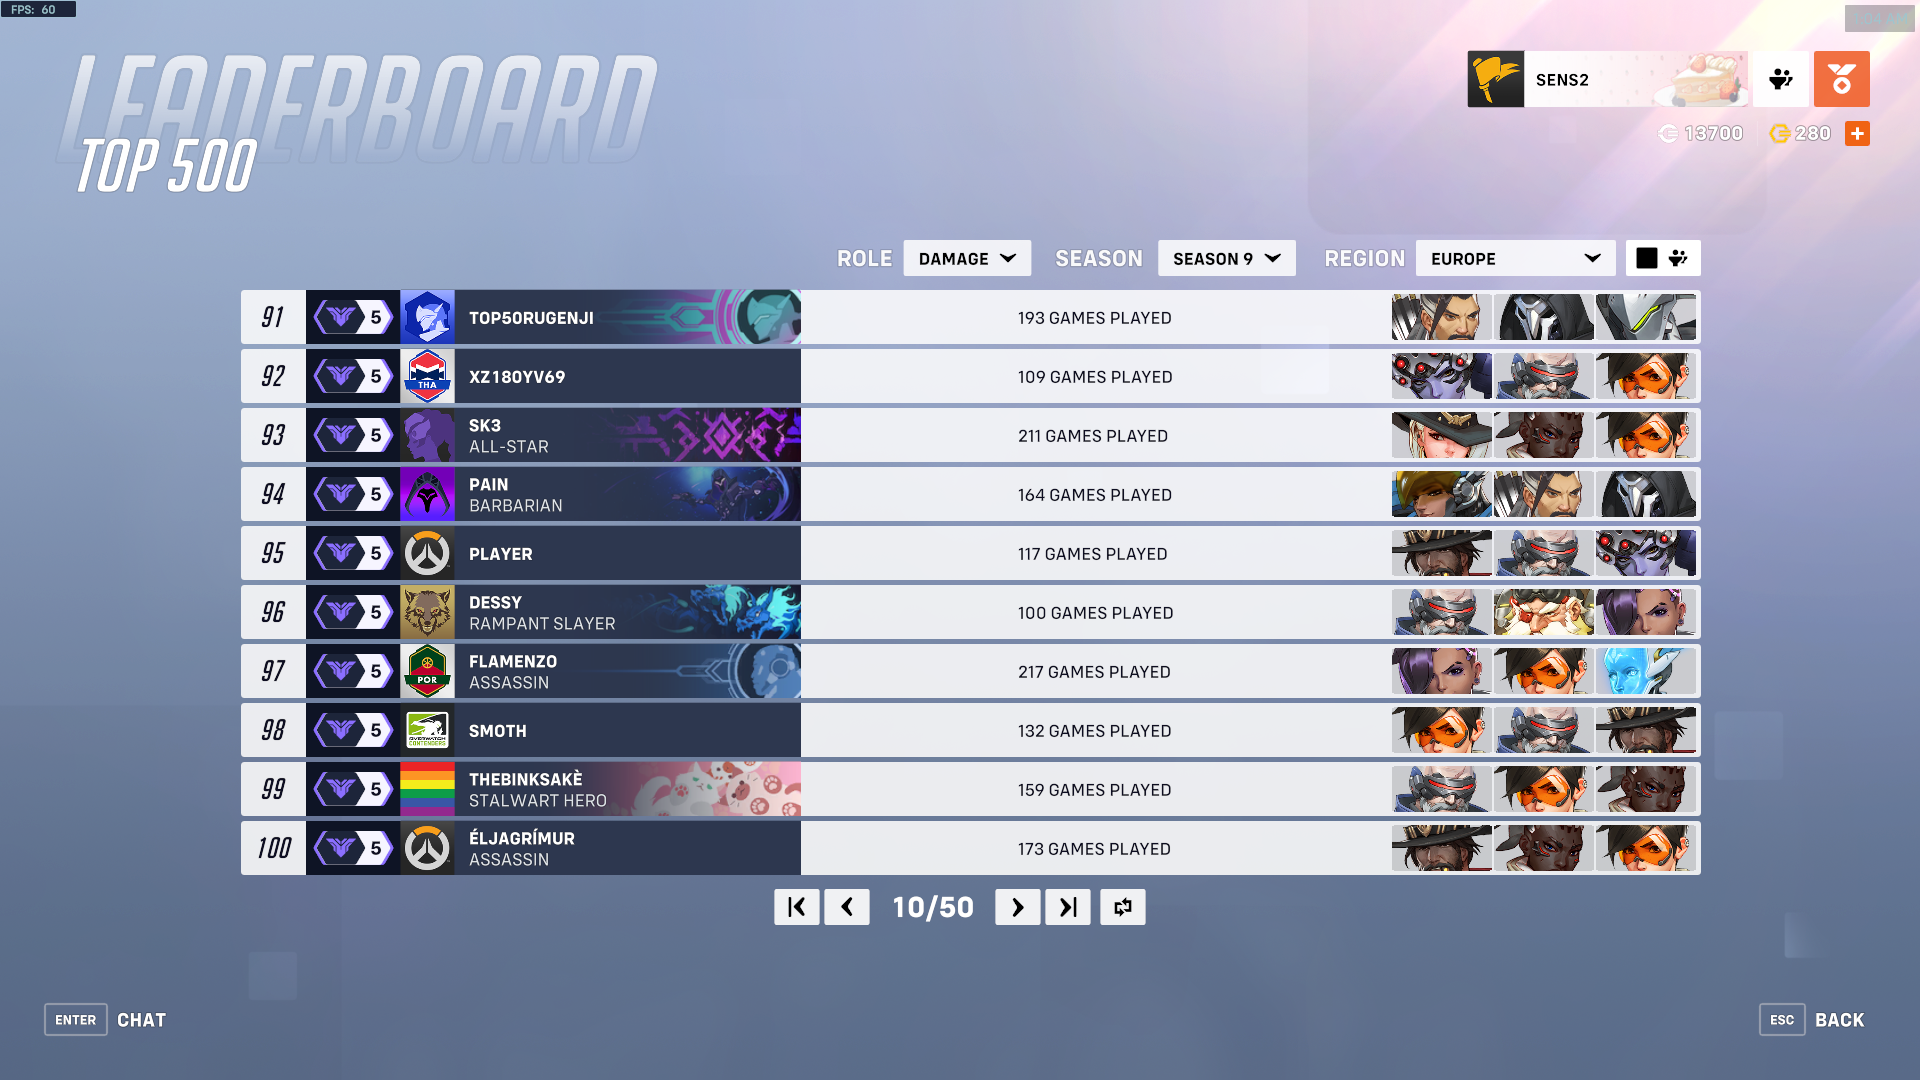 FPS: 60
LEADERBOARD
TOP 500
SENS2
13700
280
ROLE
DAMAGE
SEASON
SEASON 9
REGION
EUROPE
91 5 TOP50RUGENJI 193 GAMES PLAYED
92 5 THA XZ180YV69 109 GAMES PLAYED
93 5 SK3 211 GAMES PLAYED
ALL-STAR
94 5 PAIN 164 GAMES PLAYED
BARBARIAN
95 5 PLAYER 117 GAMES PLAYED
96 5 DESSY 100 GAMES PLAYED
RAMPANT SLAYER
97 5 POR FLAMENZO 217 GAMES PLAYED
ASSASSIN
98 5 OVERWATCH CONTENDERS SMOTH 132 GAMES PLAYED
99 5 THEBINKSAKÈ 159 GAMES PLAYED
STALWART HERO
100 5 ÉLJAGRÍMUR 173 GAMES PLAYED
ASSASSIN
10/50
ENTER CHAT
ESC BACK